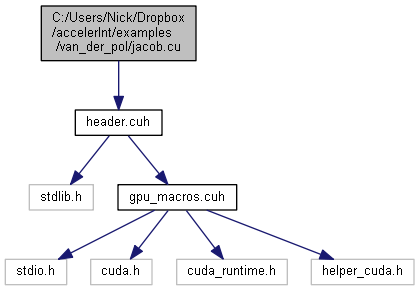 C:/Users/Nick/Dropbox
/accelerInt/examples
/van_der_pol/jacob.cu
header.cuh
stdlib.h
gpu_macros.cuh
stdio.h
cuda.h
cuda_runtime.h
helper_cuda.h